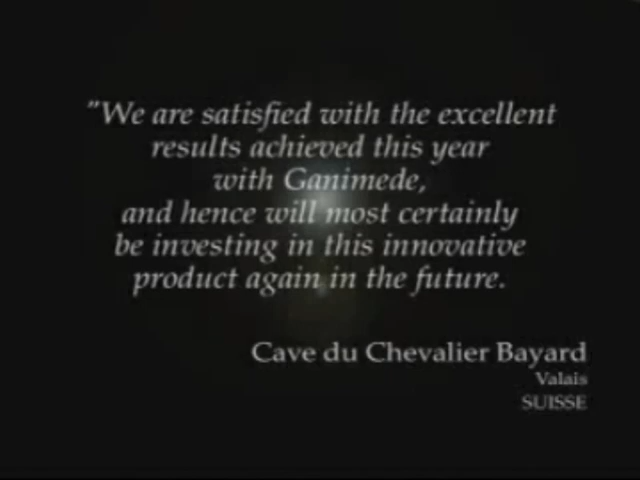 "We are satisfied with the excellent
results achieved this year
with Ganimede,
and hence will most certainly
be investing in this innovative
product again in the future.
Cave du Chevalier Bayard
Valais
SUISSE